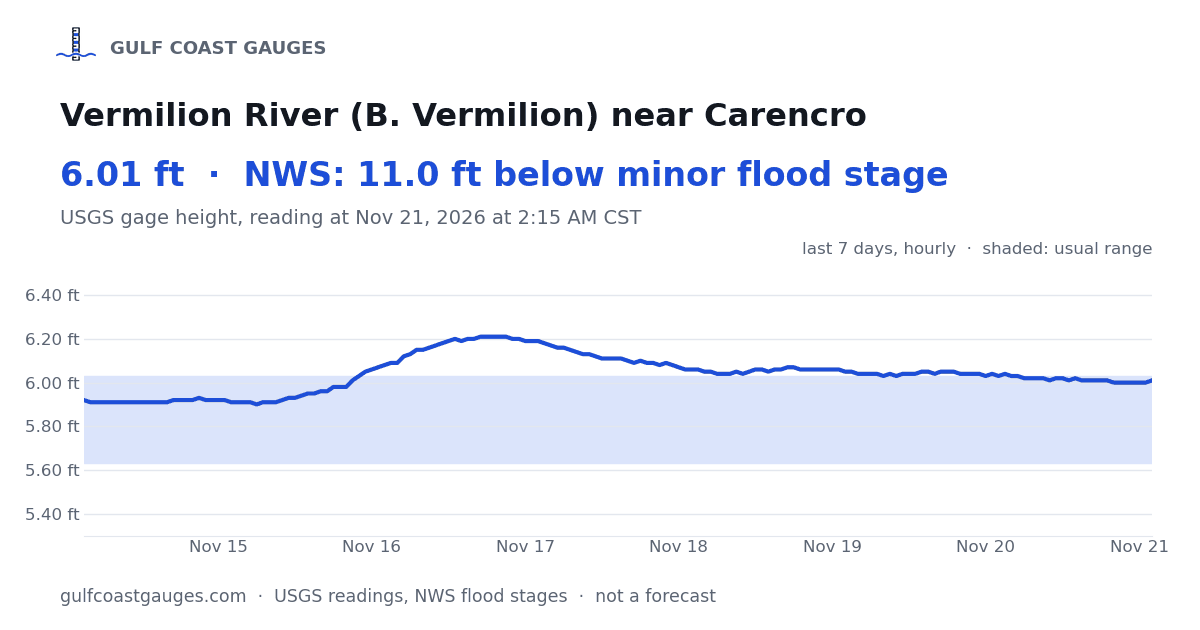 GULF COAST GAUGES
Vermilion River (B. Vermilion) near Carencro
6.01 ft · NWS: 11.0 ft below minor flood stage
USGS gage height, reading at Nov 21, 2026 at 2:15 AM CST
last 7 days, hourly · shaded: usual range
6.40 ft
6.20 ft
6.00 ft
5.80 ft
5.60 ft
5.40 ft
Nov 15 Nov 16 Nov 17 Nov 18 Nov 19 Nov 20 Nov 21
gulfcoastgauges.com · USGS readings, NWS flood stages · not a forecast